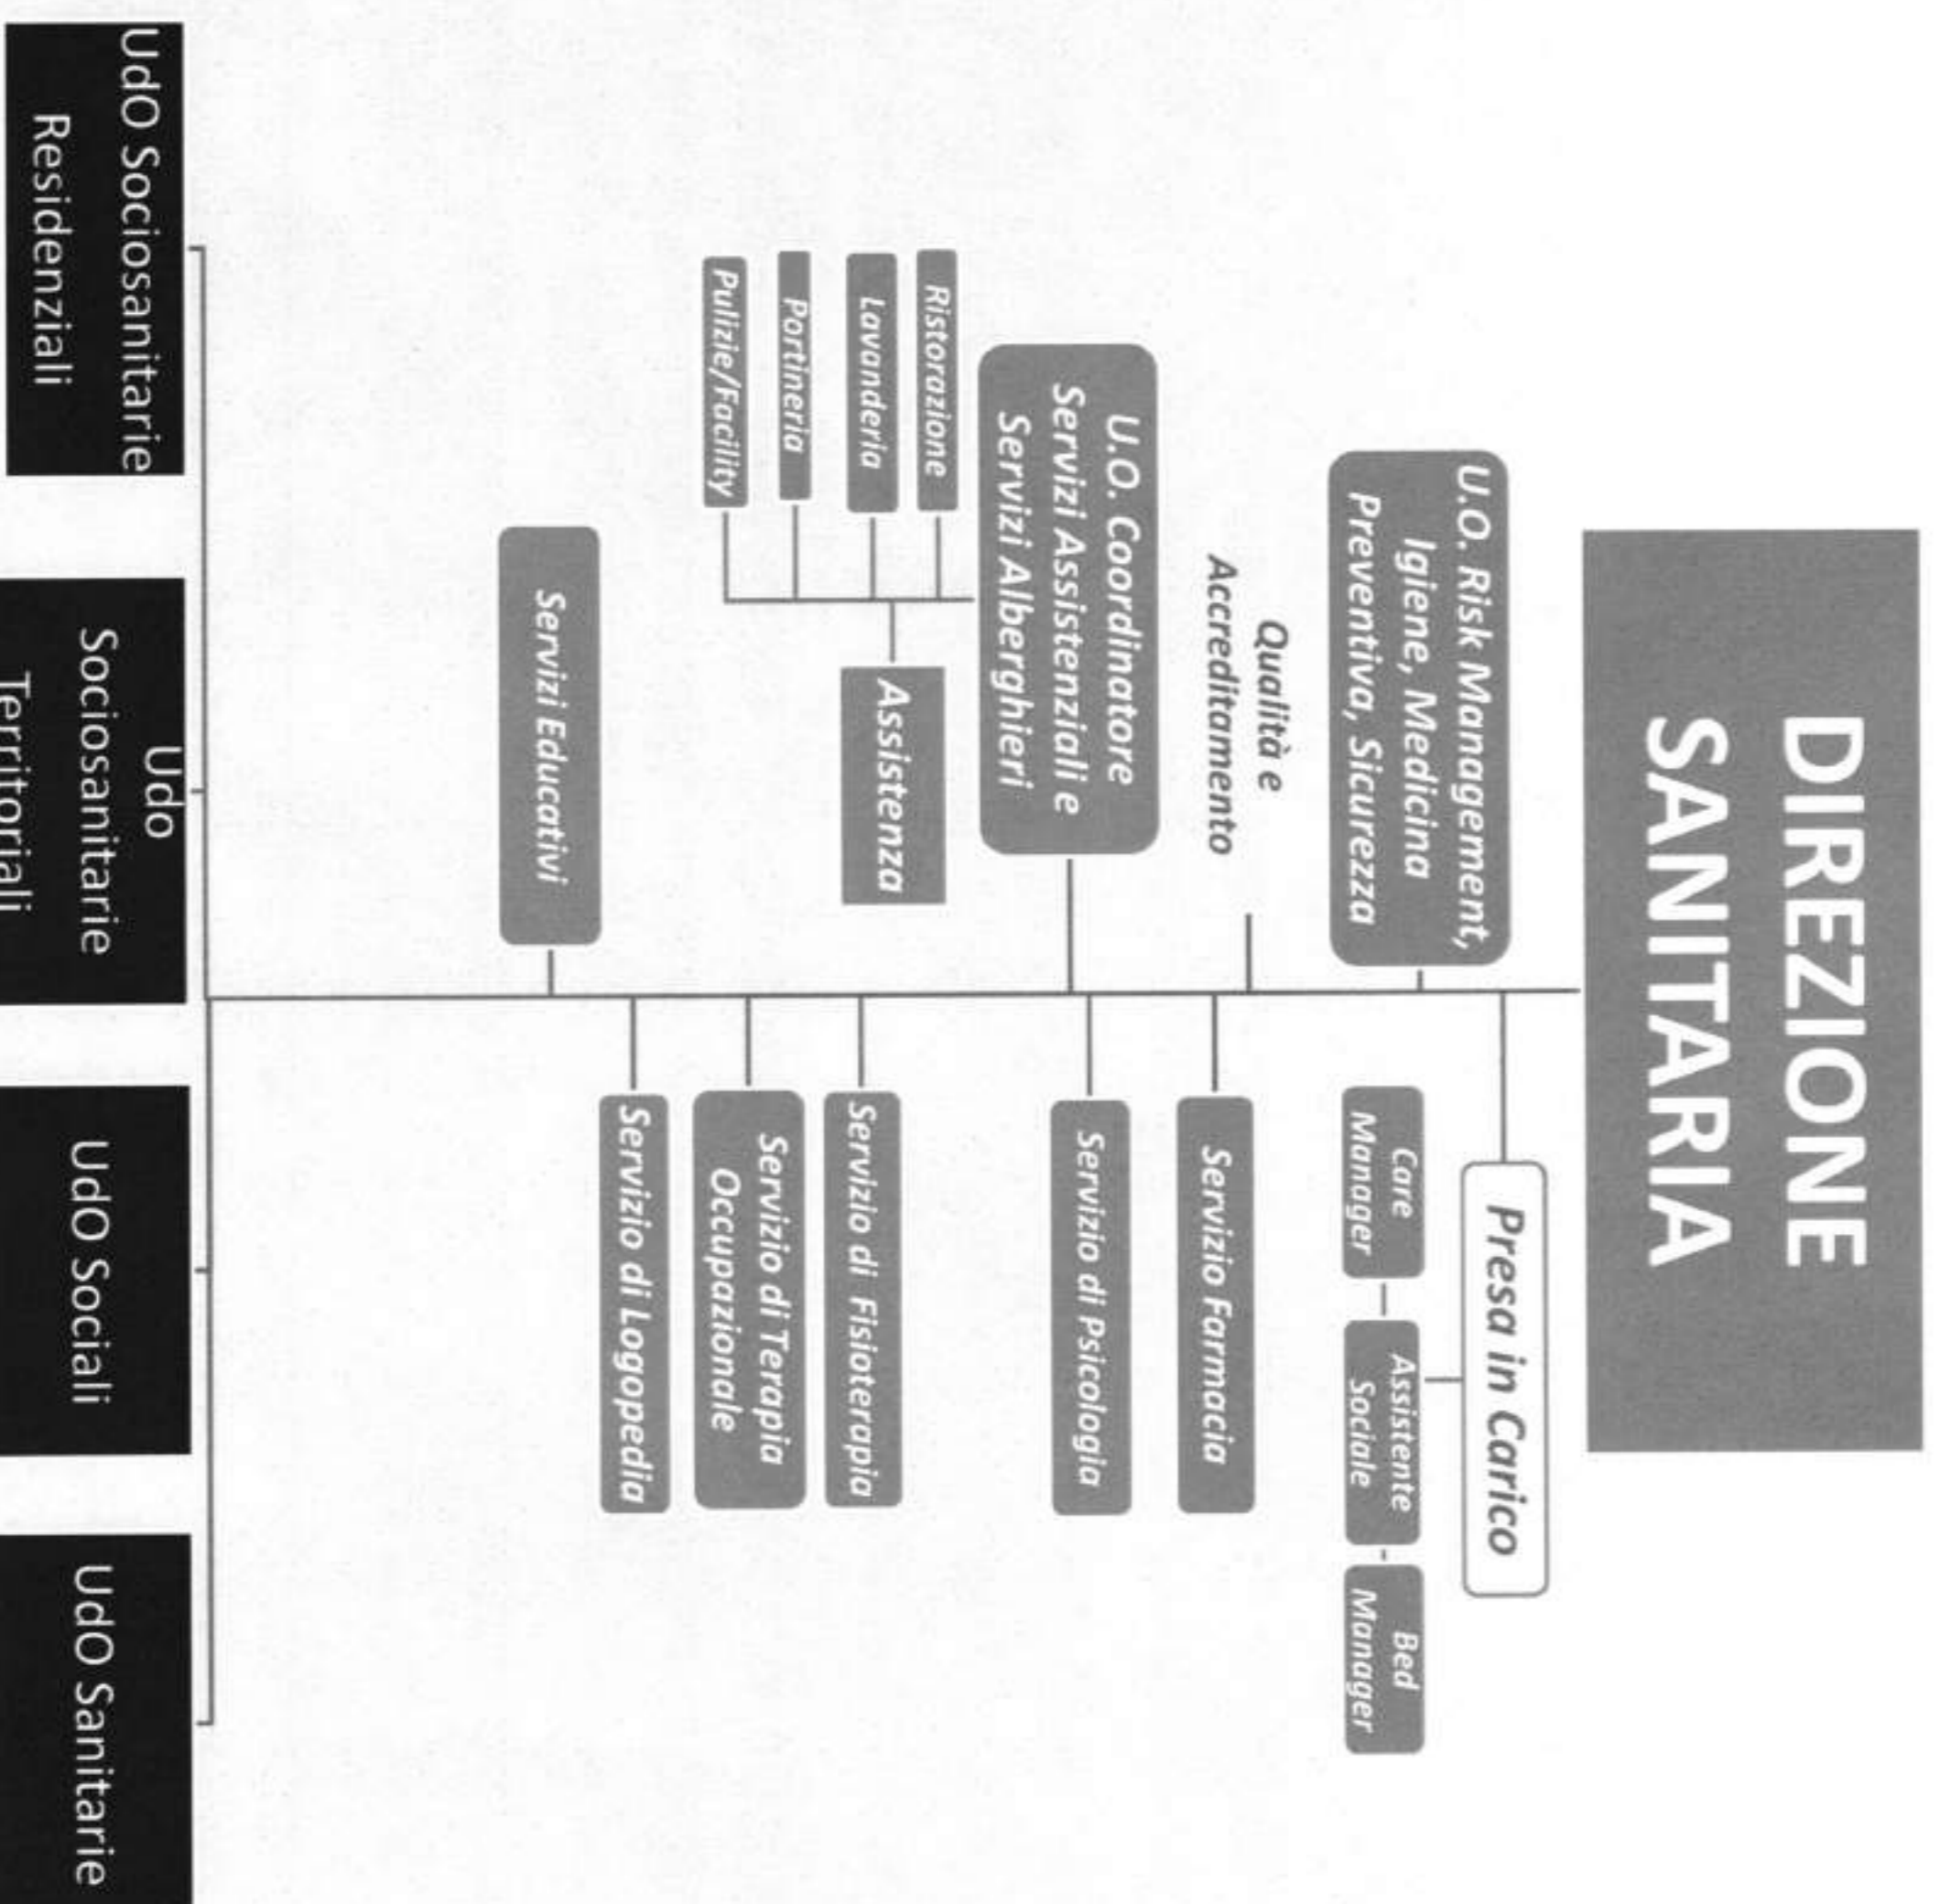 DIREZIONE
SANITARIA
Presa in Carico
Care
Manager
Assistente
Sociale
Bed
Manager
U.O. Risk Management,
Igiene, Medicina
Preventiva, Sicurezza
Qualità e
Accreditamento
Servizio Farmacia
U.O. Coordinatore
Servizi Assistenziali e
Servizi Alberghieri
Servizio di Psicologia
Ristorazione
Lavanderia
Portineria
Pulizie/Facility
Assistenza
Servizio di Fisioterapia
Servizio di Terapia
Occupazionale
Servizio di Logopedia
Servizi Educativi
UdO Sociosanitarie
Residenziali
Udo
Sociosanitarie
Territoriali
UdO Sociali
UdO Sanitarie